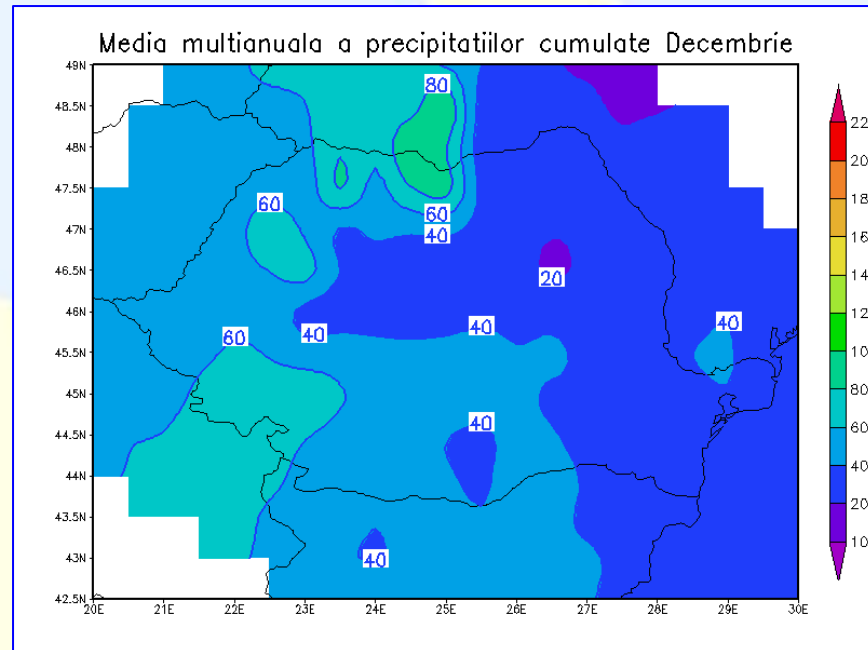 Media multianuala a precipitatiilor cumulate Decembrie
49N
48.5N
48N
47.5N
47N
46.5N
46N
45.5N
45N
44.5N
44N
43.5N
43N
42.5N
80
60
60
40
20
40
40
40
60
40
40
20E
21E
22E
23E
24E
25E
26E
27E
28E
29E
30E
22
20
18
16
14
12
10
80
60
40
20
10